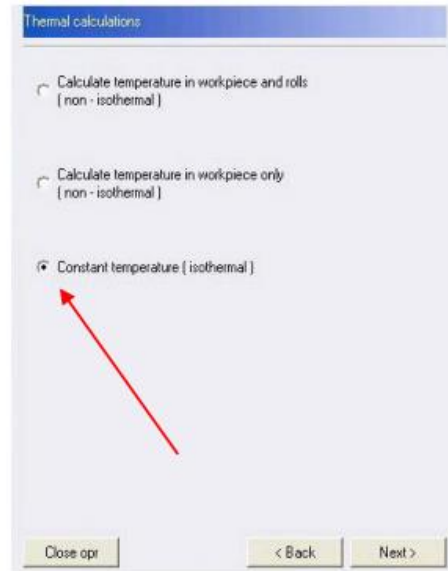 Thermal calculations
Calculate temperature in workpiece and rolls
( non - isothermal )
Calculate temperature in workpiece only
( non - isothermal )
Constant temperature ( isothermal )
Close opr
< Back
Next >